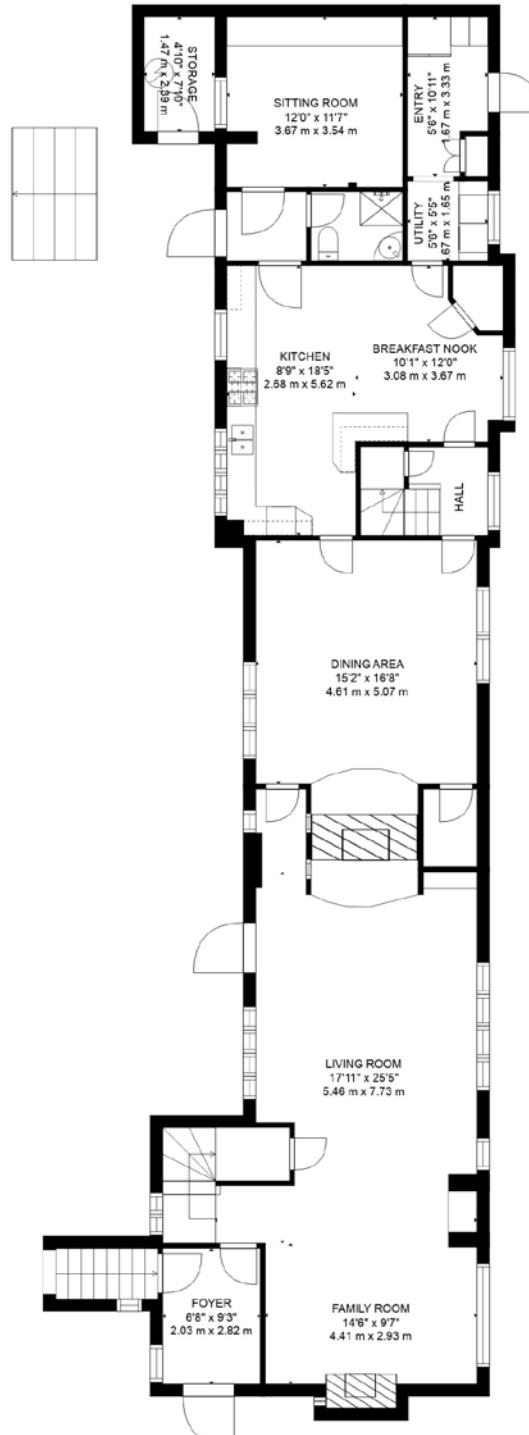 STORAGE
4'10" x 7'10"
1.47 m x 2.39 m
SITTING ROOM
12'0" x 11'7"
3.67 m x 3.54 m
ENTRY
5'6" x 10'11"
.67 m x 3.33 m
UTILITY
5'6" x 5'5"
.67 m x 1.65 m
KITCHEN
8'9" x 18'5"
2.68 m x 5.62 m
BREAKFAST NOOK
10'1" x 12'0"
3.08 m x 3.67 m
HALL
DINING AREA
15'2" x 16'8"
4.61 m x 5.07 m
LIVING ROOM
17'11" x 25'5"
5.46 m x 7.73 m
FOYER
6'8" x 9'3"
2.03 m x 2.82 m
FAMILY ROOM
14'6" x 9'7"
4.41 m x 2.93 m